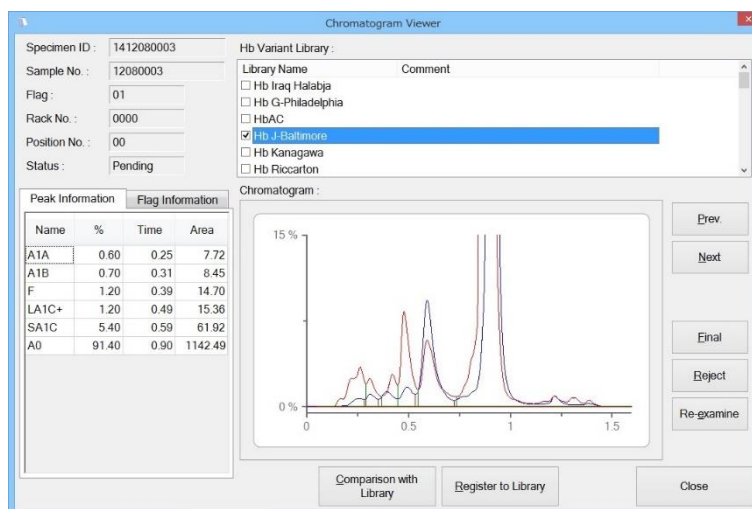 Chromatogram Viewer
Specimen ID : 1412080003
Sample No. : 12080003
Flag : 01
Rack No. : 0000
Position No. : 00
Status : Pending
Hb Variant Library :
Library Name Comment
Hb Iraq Halabja
Hb G-Philadelphia
HbAC
Hb J-Baltimore
Hb Kanagawa
Hb Riccarton
Peak Information Flag Information
Name % Time Area
A1A 0.60 0.25 7.72
A1B 0.70 0.31 8.45
F 1.20 0.39 14.70
LA1C+ 1.20 0.49 15.36
SA1C 5.40 0.59 61.92
A0 91.40 0.90 1142.49
Chromatogram :
15 %
0 %
0 0.5 1 1.5
Prev.
Next
Final
Reject
Re-examine
Comparison with
Library
Register to Library
Close